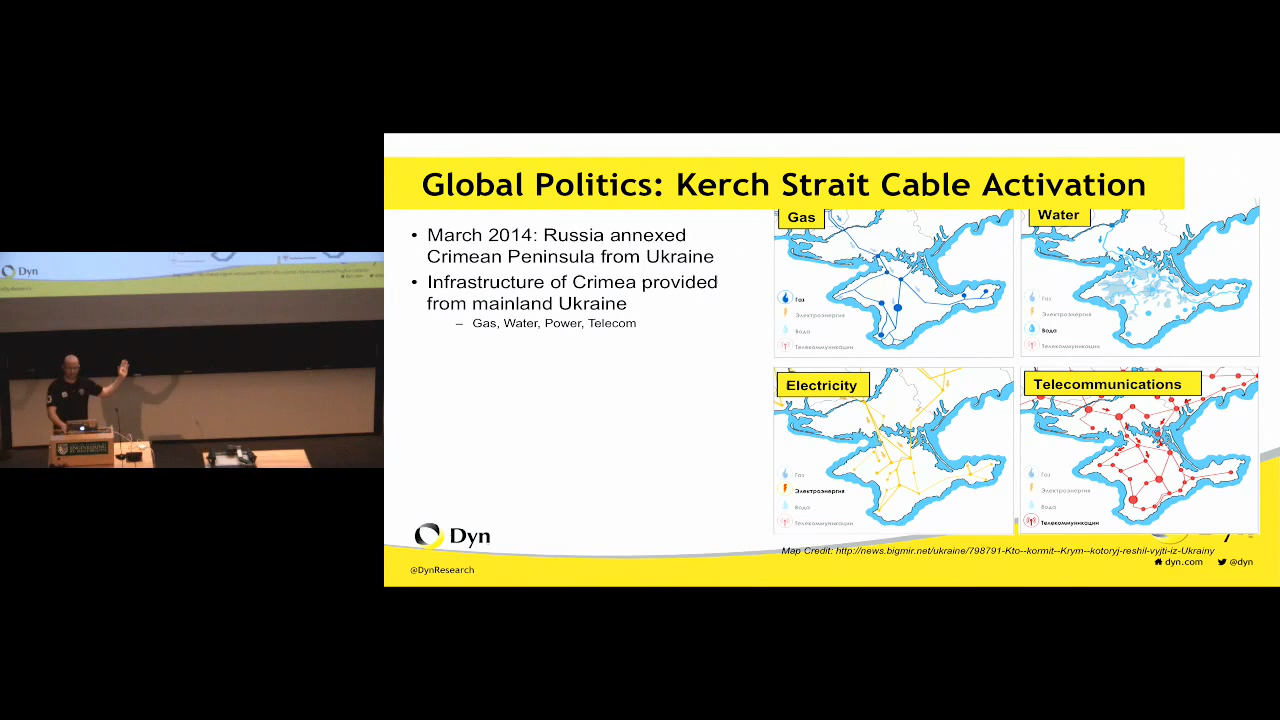 Global Politics: Kerch Strait Cable Activation
• March 2014: Russia annexed
Crimean Peninsula from Ukraine
• Infrastructure of Crimea provided
from mainland Ukraine
– Gas, Water, Power, Telecom
Gas
Газ
Электроэнергия
Вода
Телекоммуникации
Water
Газ
Электроэнергия
Вода
Телекоммуникации
Electricity
Газ
Электроэнергия
Вода
Телекоммуникации
Telecommunications
Газ
Электроэнергия
Вода
Телекоммуникации
Map Credit: http://news.bigmir.net/ukraine/798791-Kto--kormit--Krym--kotoryj-reshil-vyjti-iz-Ukrainy
Dyn
@DynResearch
dyn.com @dyn
Dyn